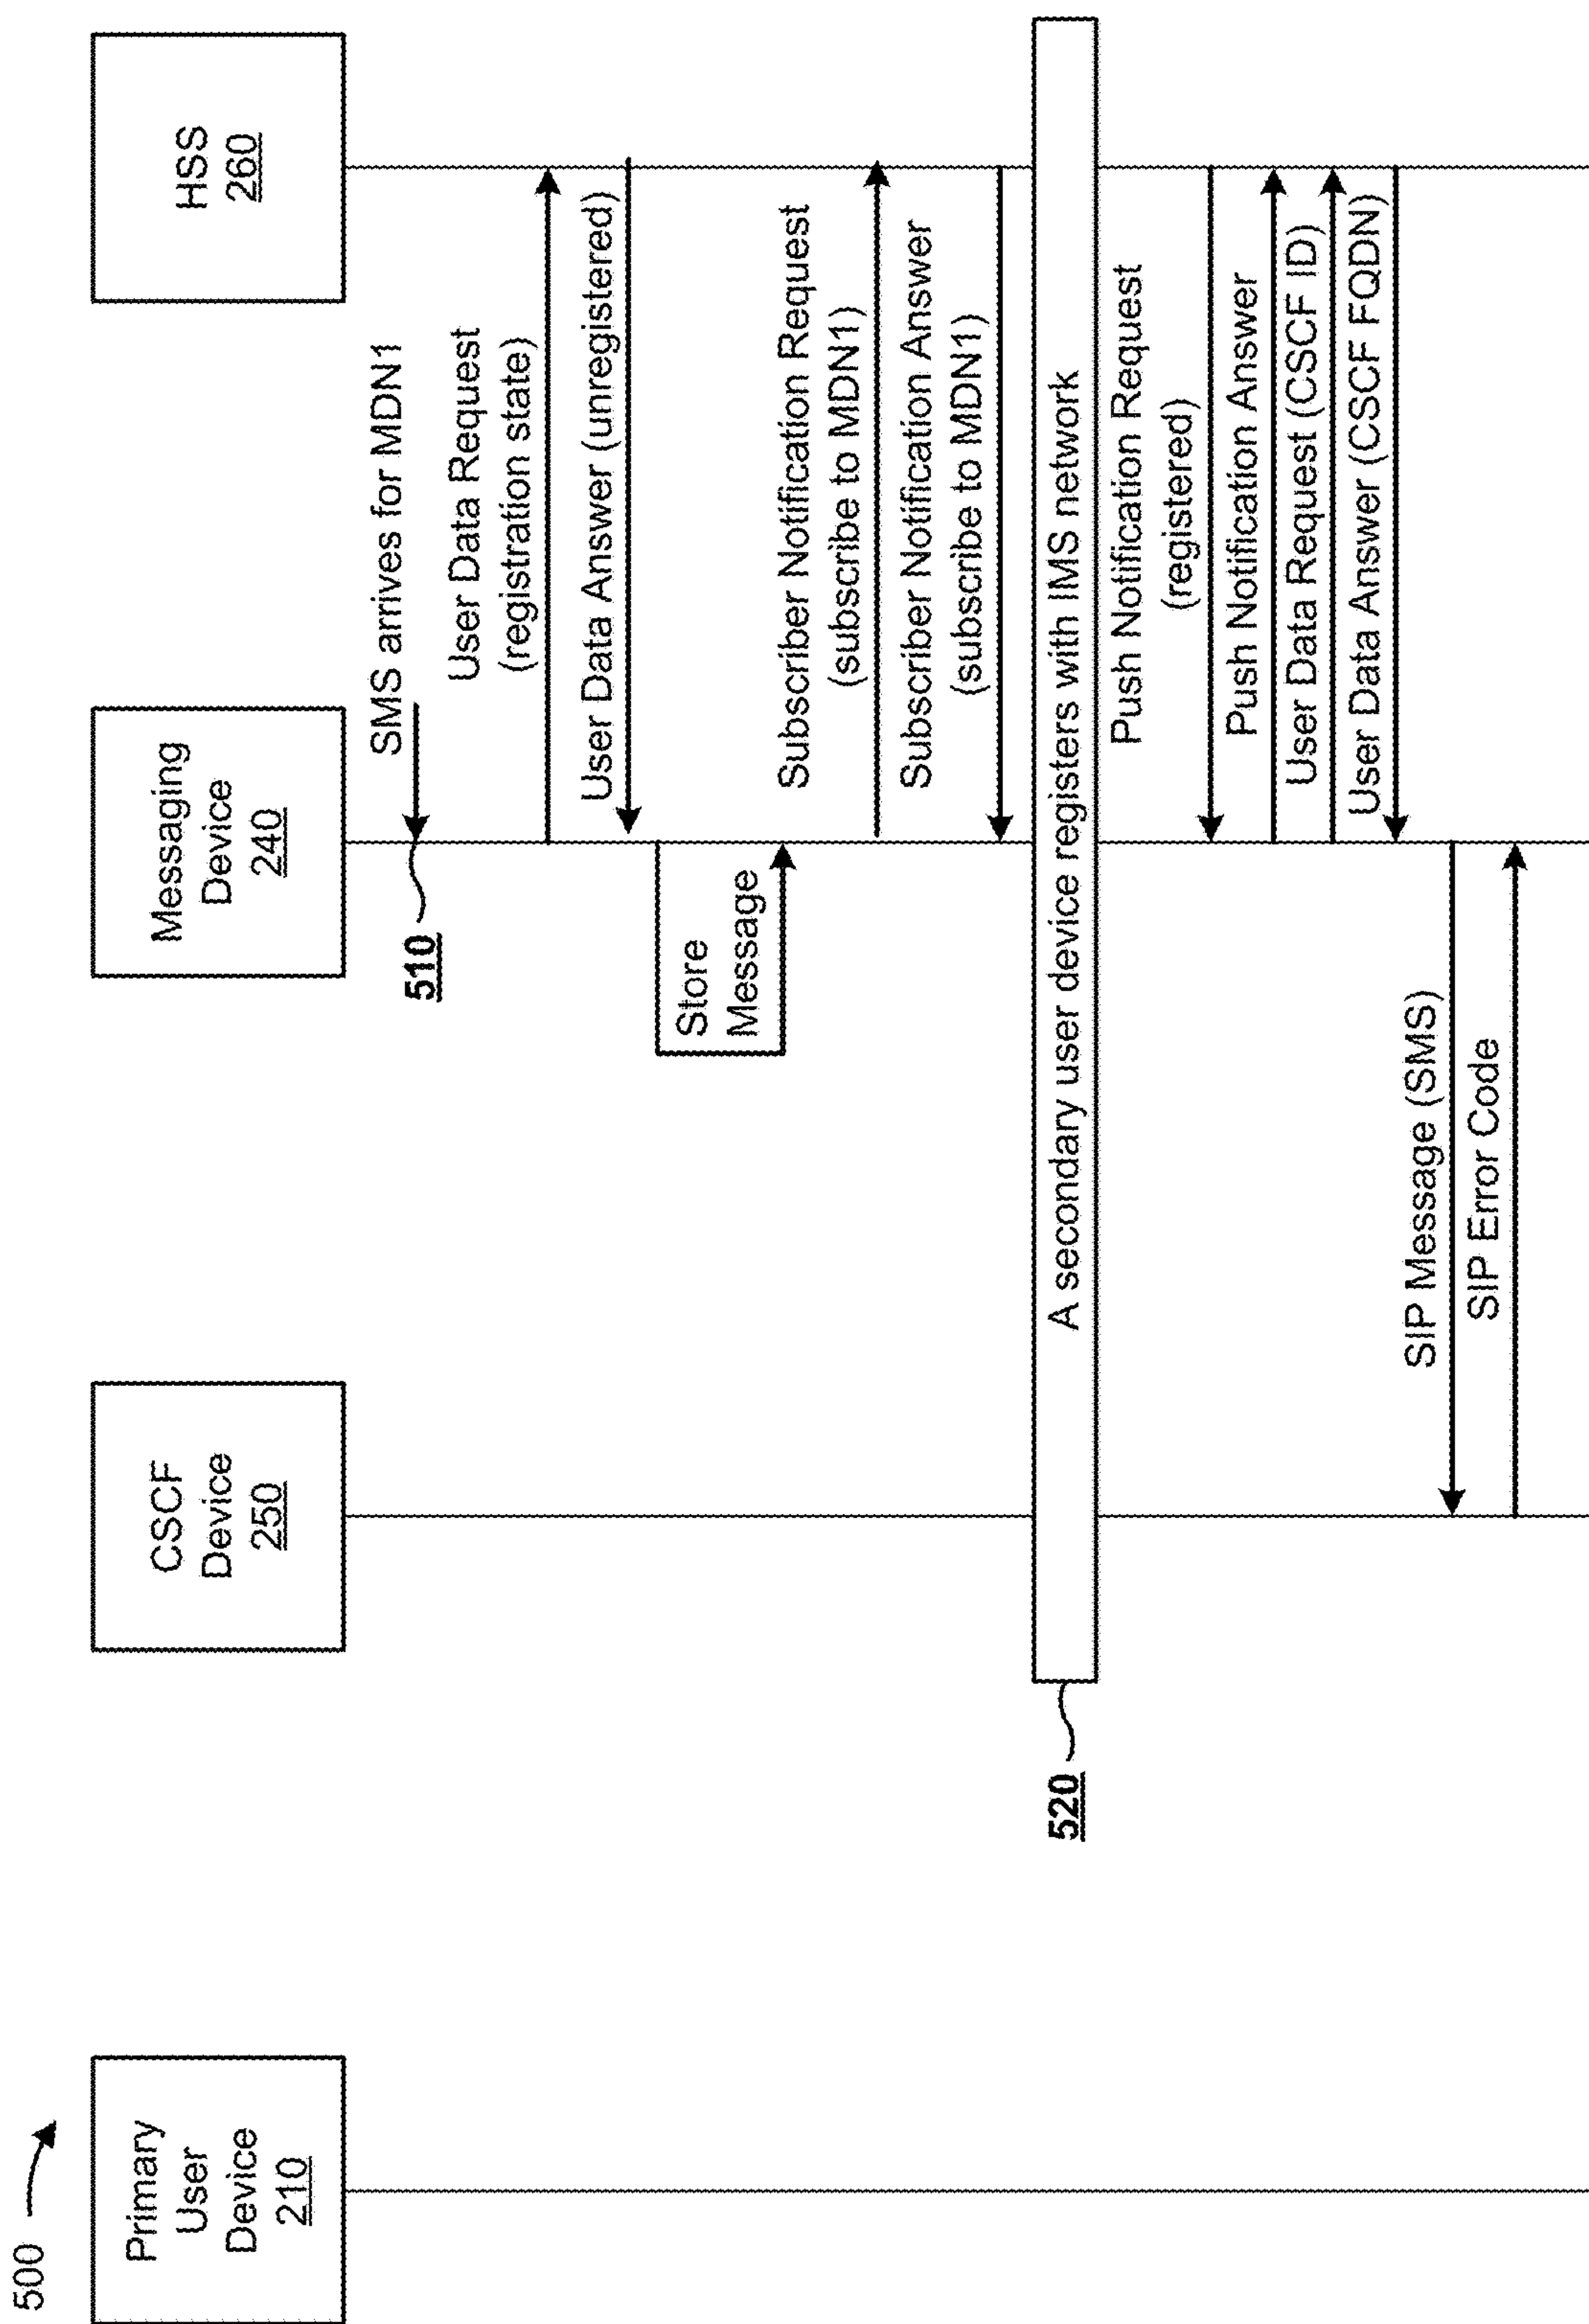 500
Primary
User
Device
210
CSCF
Device
250
Messaging
Device
240
HSS
260
SMS arrives for MDN1
510
User Data Request
(registration state)
User Data Answer (unregistered)
Store
Message
Subscriber Notification Request
(subscribe to MDN1)
Subscriber Notification Answer
(subscribe to MDN1)
520
A secondary user device registers with IMS network
Push Notification Request
(registered)
Push Notification Answer
User Data Request (CSCF ID)
User Data Answer (CSCF FQDN)
SIP Message (SMS)
SIP Error Code